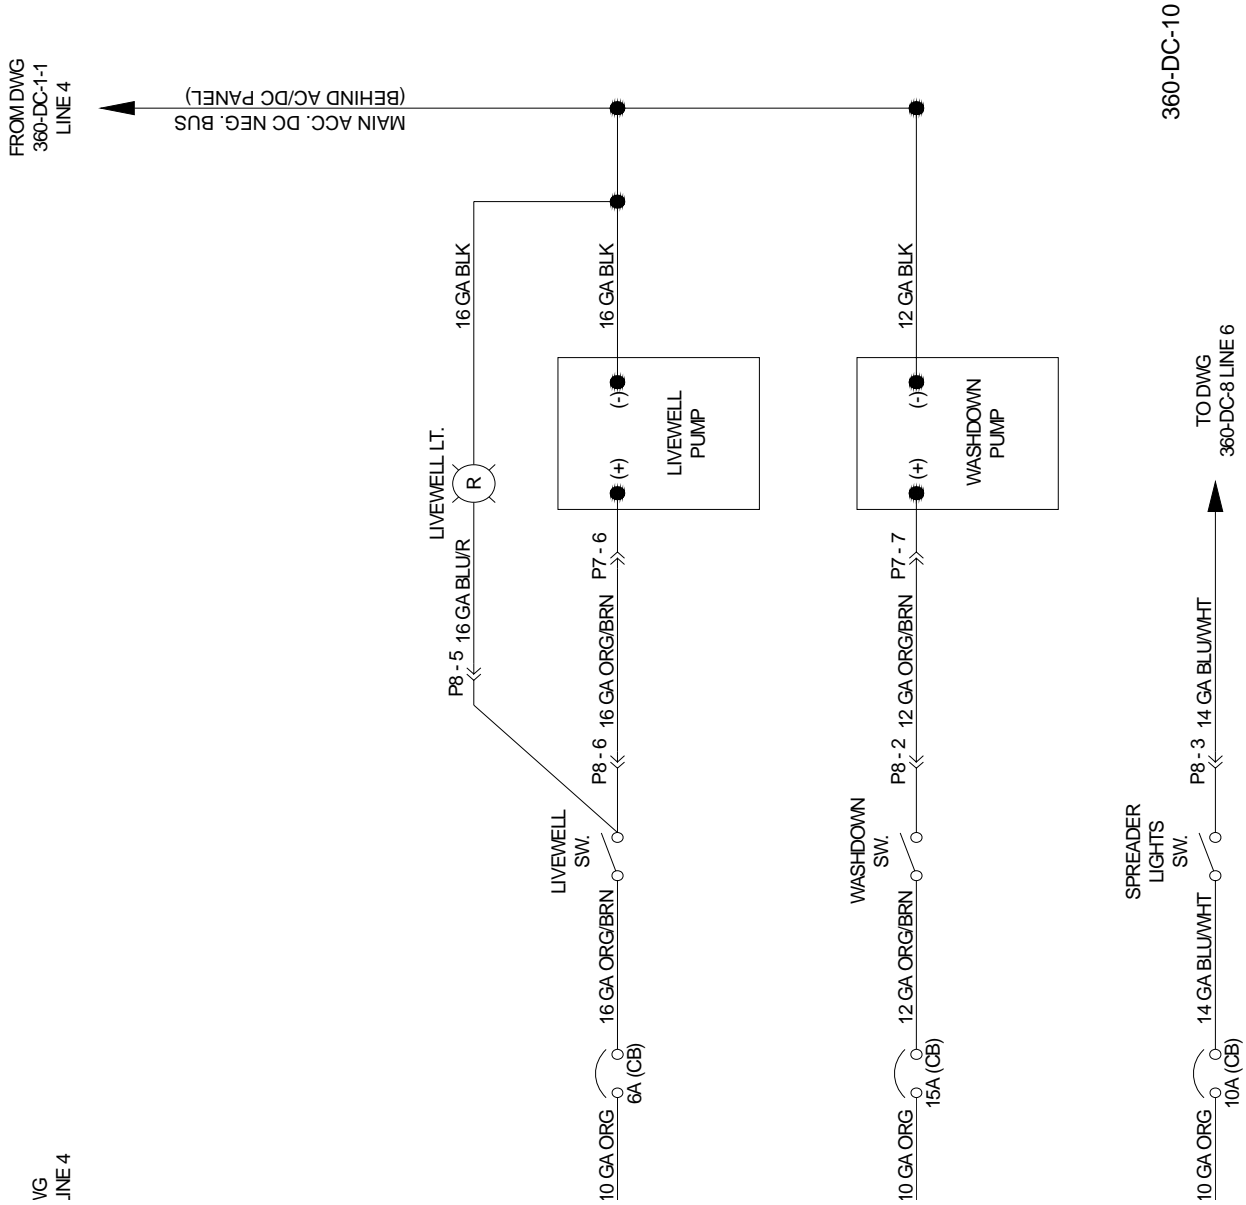 FROM DWG
360-DC-1-1
LINE 4
MAIN ACC. DC NEG. BUS
(BEHIND AC/DC PANEL)
360-DC-10
16 GA BLK
16 GA BLK
12 GA BLK
LIVEWELL LT.
R
(-)
(+)
LIVEWELL
PUMP
(-)
(+)
WASHDOWN
PUMP
TO DWG
360-DC-8 LINE 6
P8 - 5
16 GA BLU/R
P7 - 6
16 GA ORG/BRN
P8 - 6
P7 - 7
12 GA ORG/BRN
P8 - 2
14 GA BLU/WHT
P8 - 3
LIVEWELL
SW.
WASHDOWN
SW.
SPREADER
LIGHTS
SW.
16 GA ORG/BRN
12 GA ORG/BRN
14 GA BLU/WHT
6A (CB)
15A (CB)
10A (CB)
10 GA ORG
10 GA ORG
10 GA ORG
LINE 4